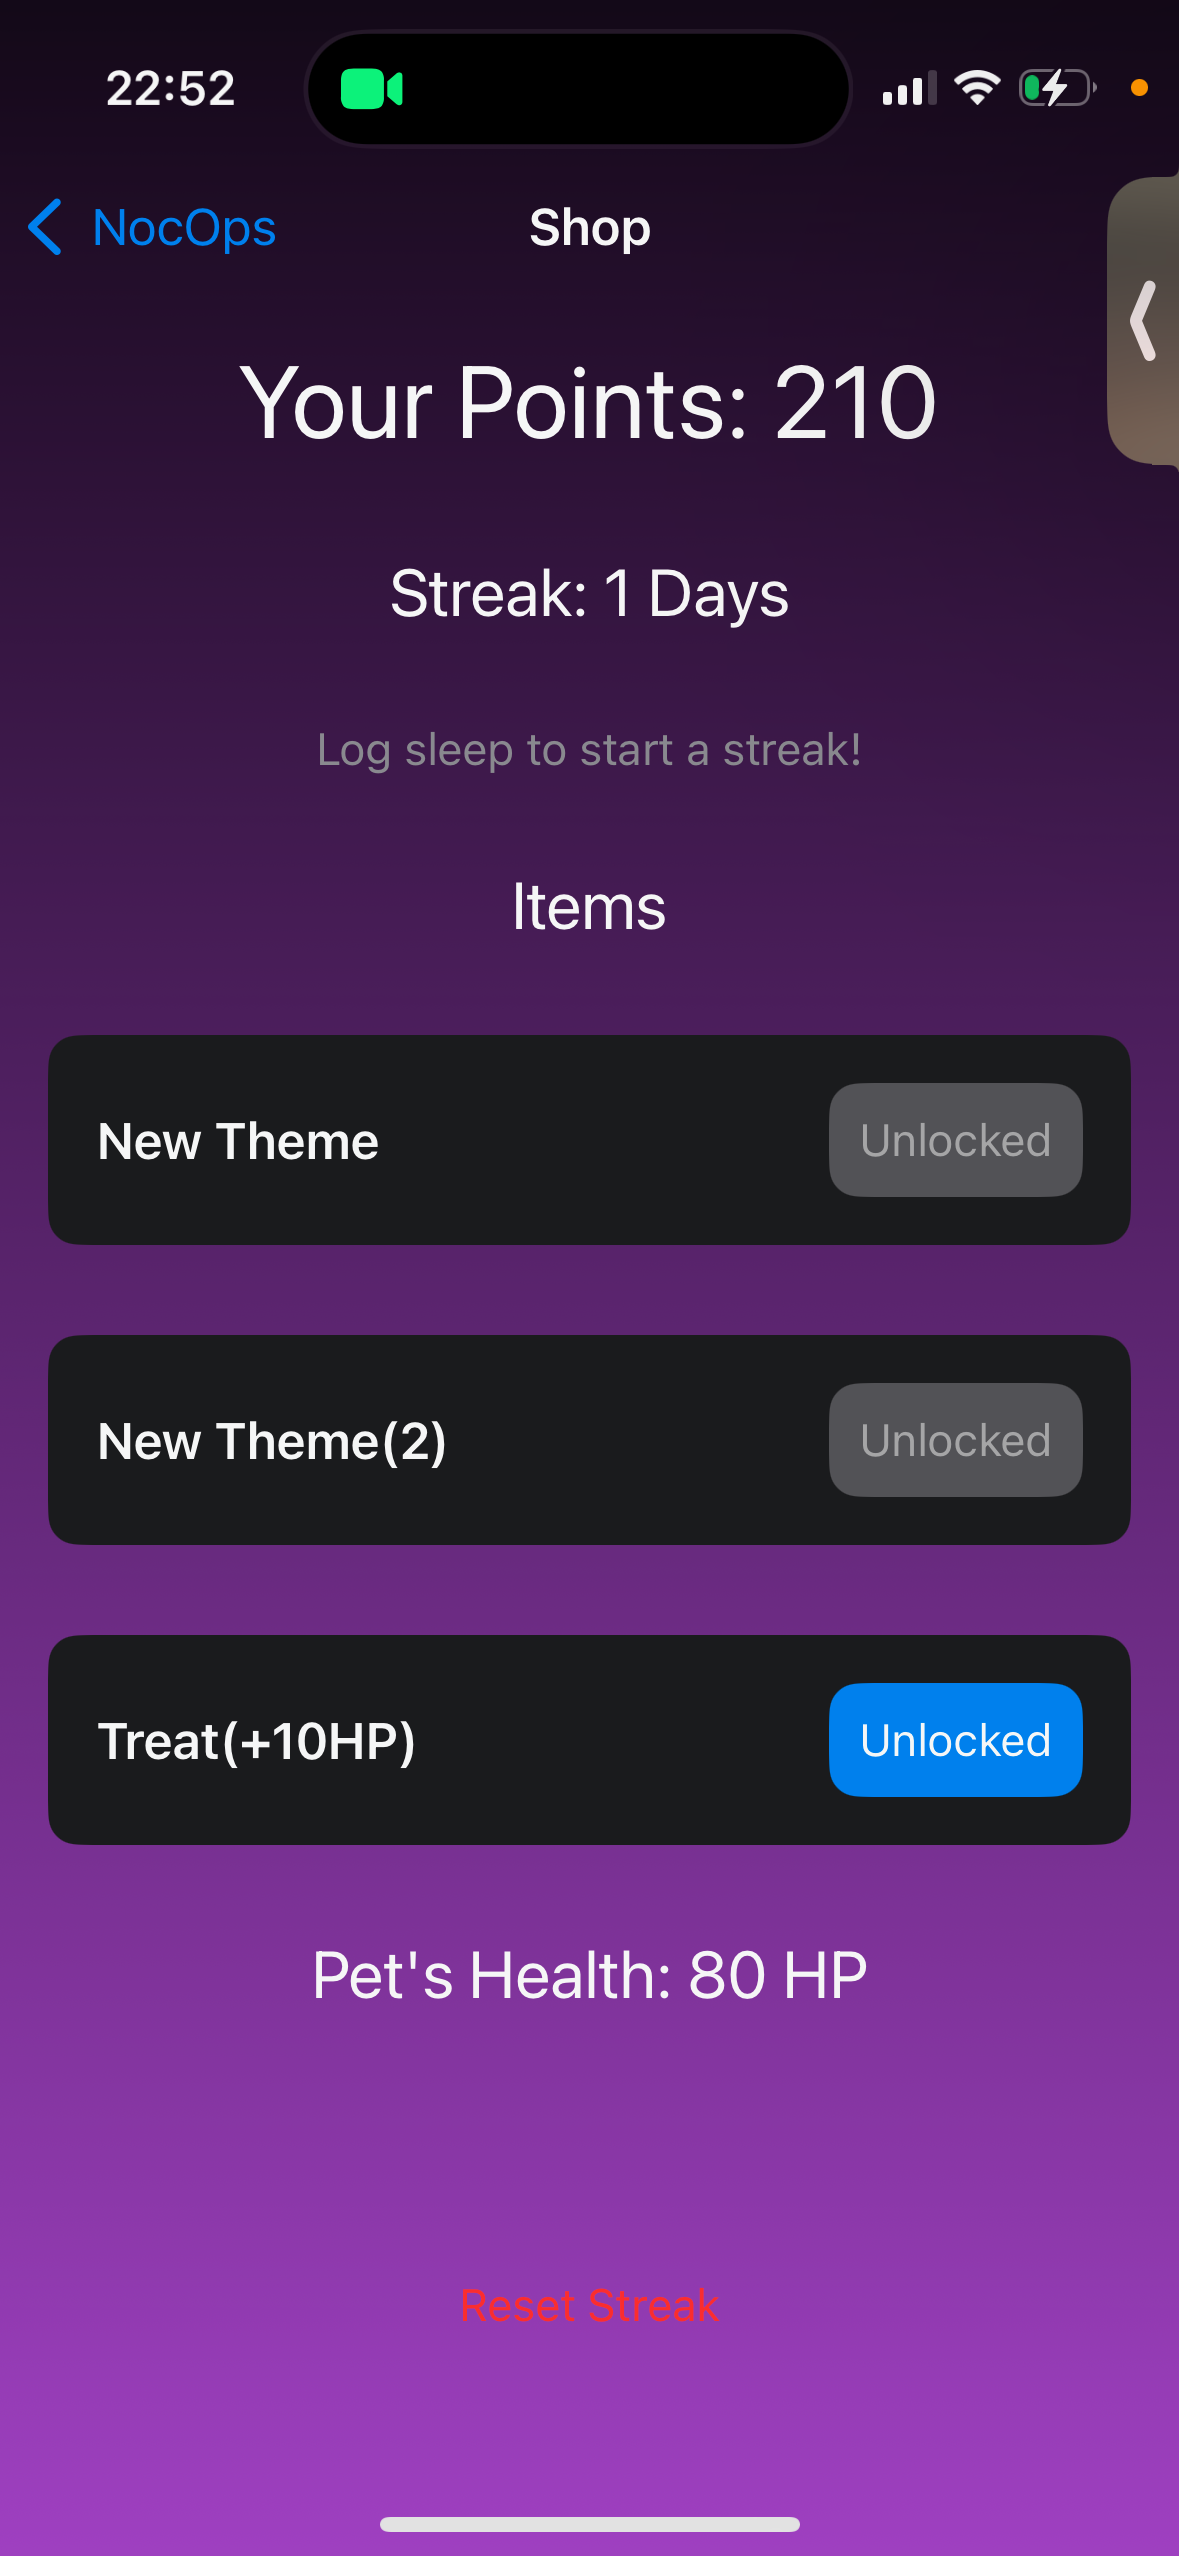 22:52
NocOps
Shop
Your Points: 210
Streak: 1 Days
Log sleep to start a streak!
Items
New Theme
Unlocked
New Theme(2)
Unlocked
Treat(+10HP)
Unlocked
Pet's Health: 80 HP
Reset Streak